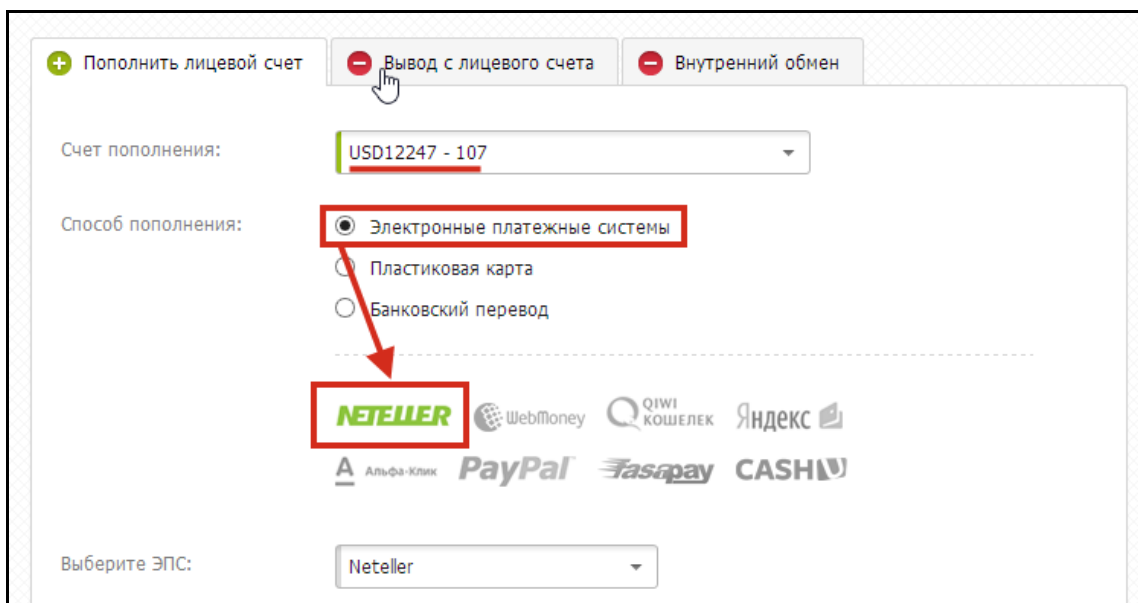 Пополнить лицевой счет Вывод с лицевого счета Внутренний обмен
Счет пополнения: USD12247 - 107
Способ пополнения: Электронные платежные системы
Пластиковая карта
Банковский перевод
NETELLER WebMoney QIWI КОШЕЛЕК Яндекс
А Альфа-Клик PayPal Fasapay CASHU
Выберите ЭПС: Neteller